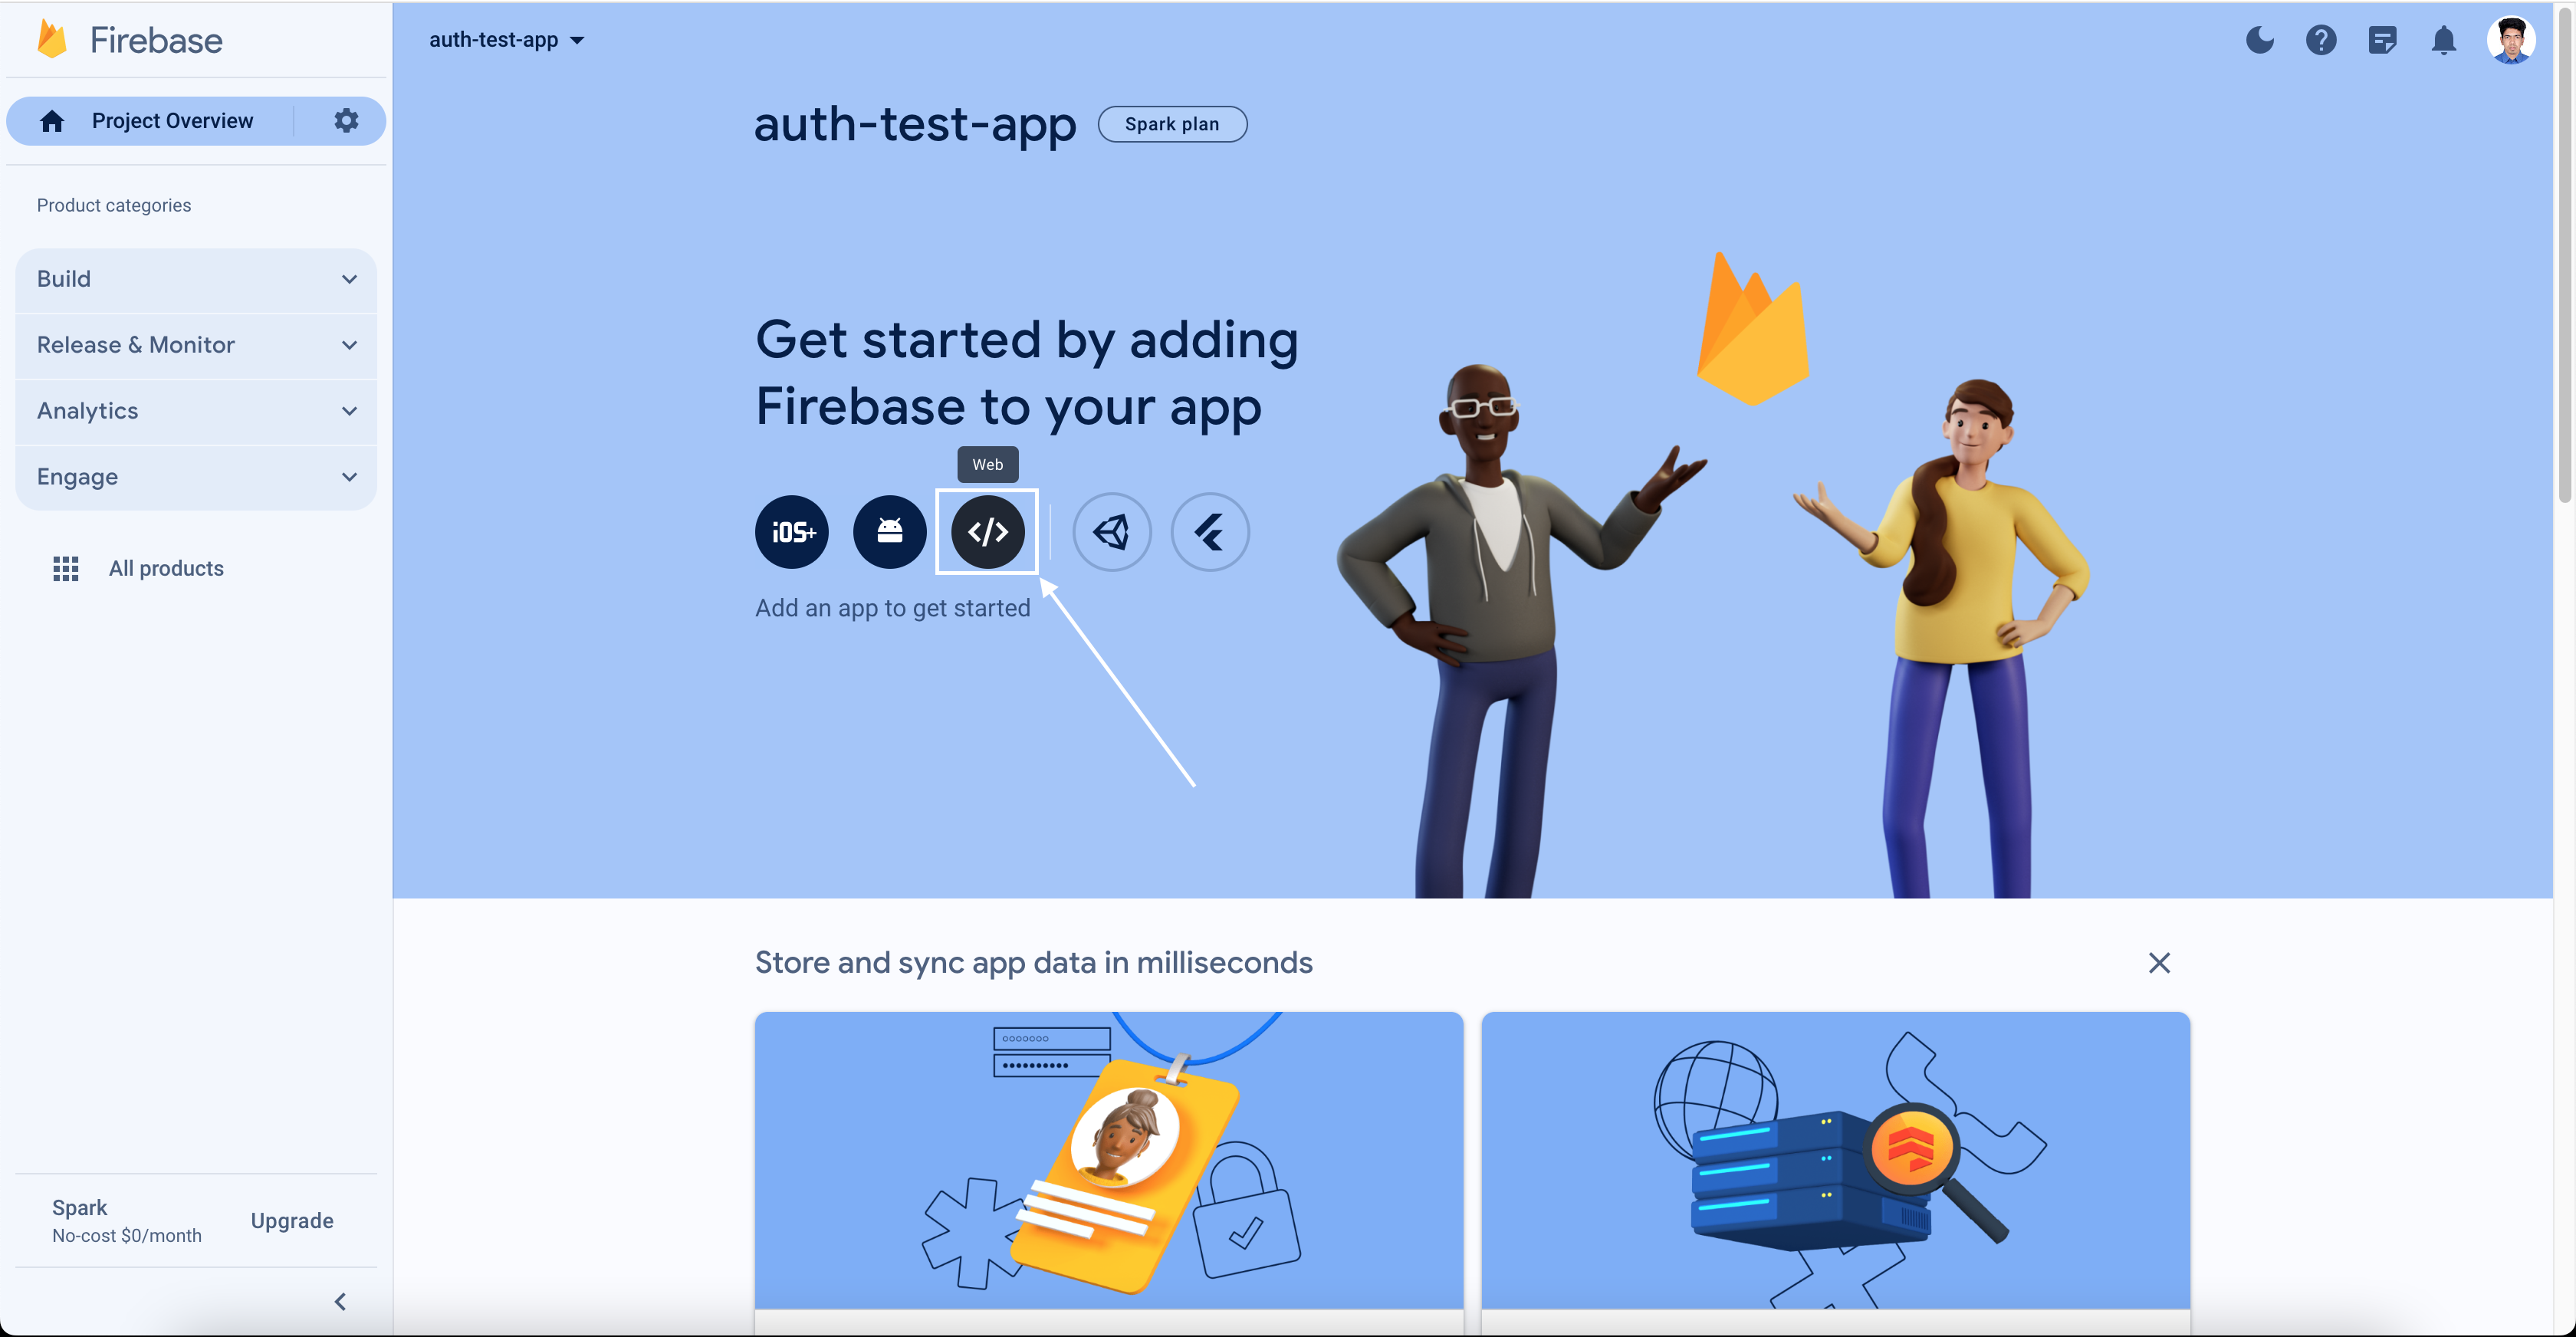 Firebase
auth-test-app
Project Overview
auth-test-app
Spark plan
Product categories
Build
Release & Monitor
Analytics
Engage
All products
Get started by adding
Firebase to your app
Web
iOS+
</>
Add an app to get started
Store and sync app data in milliseconds
Spark
No-cost $0/month
Upgrade